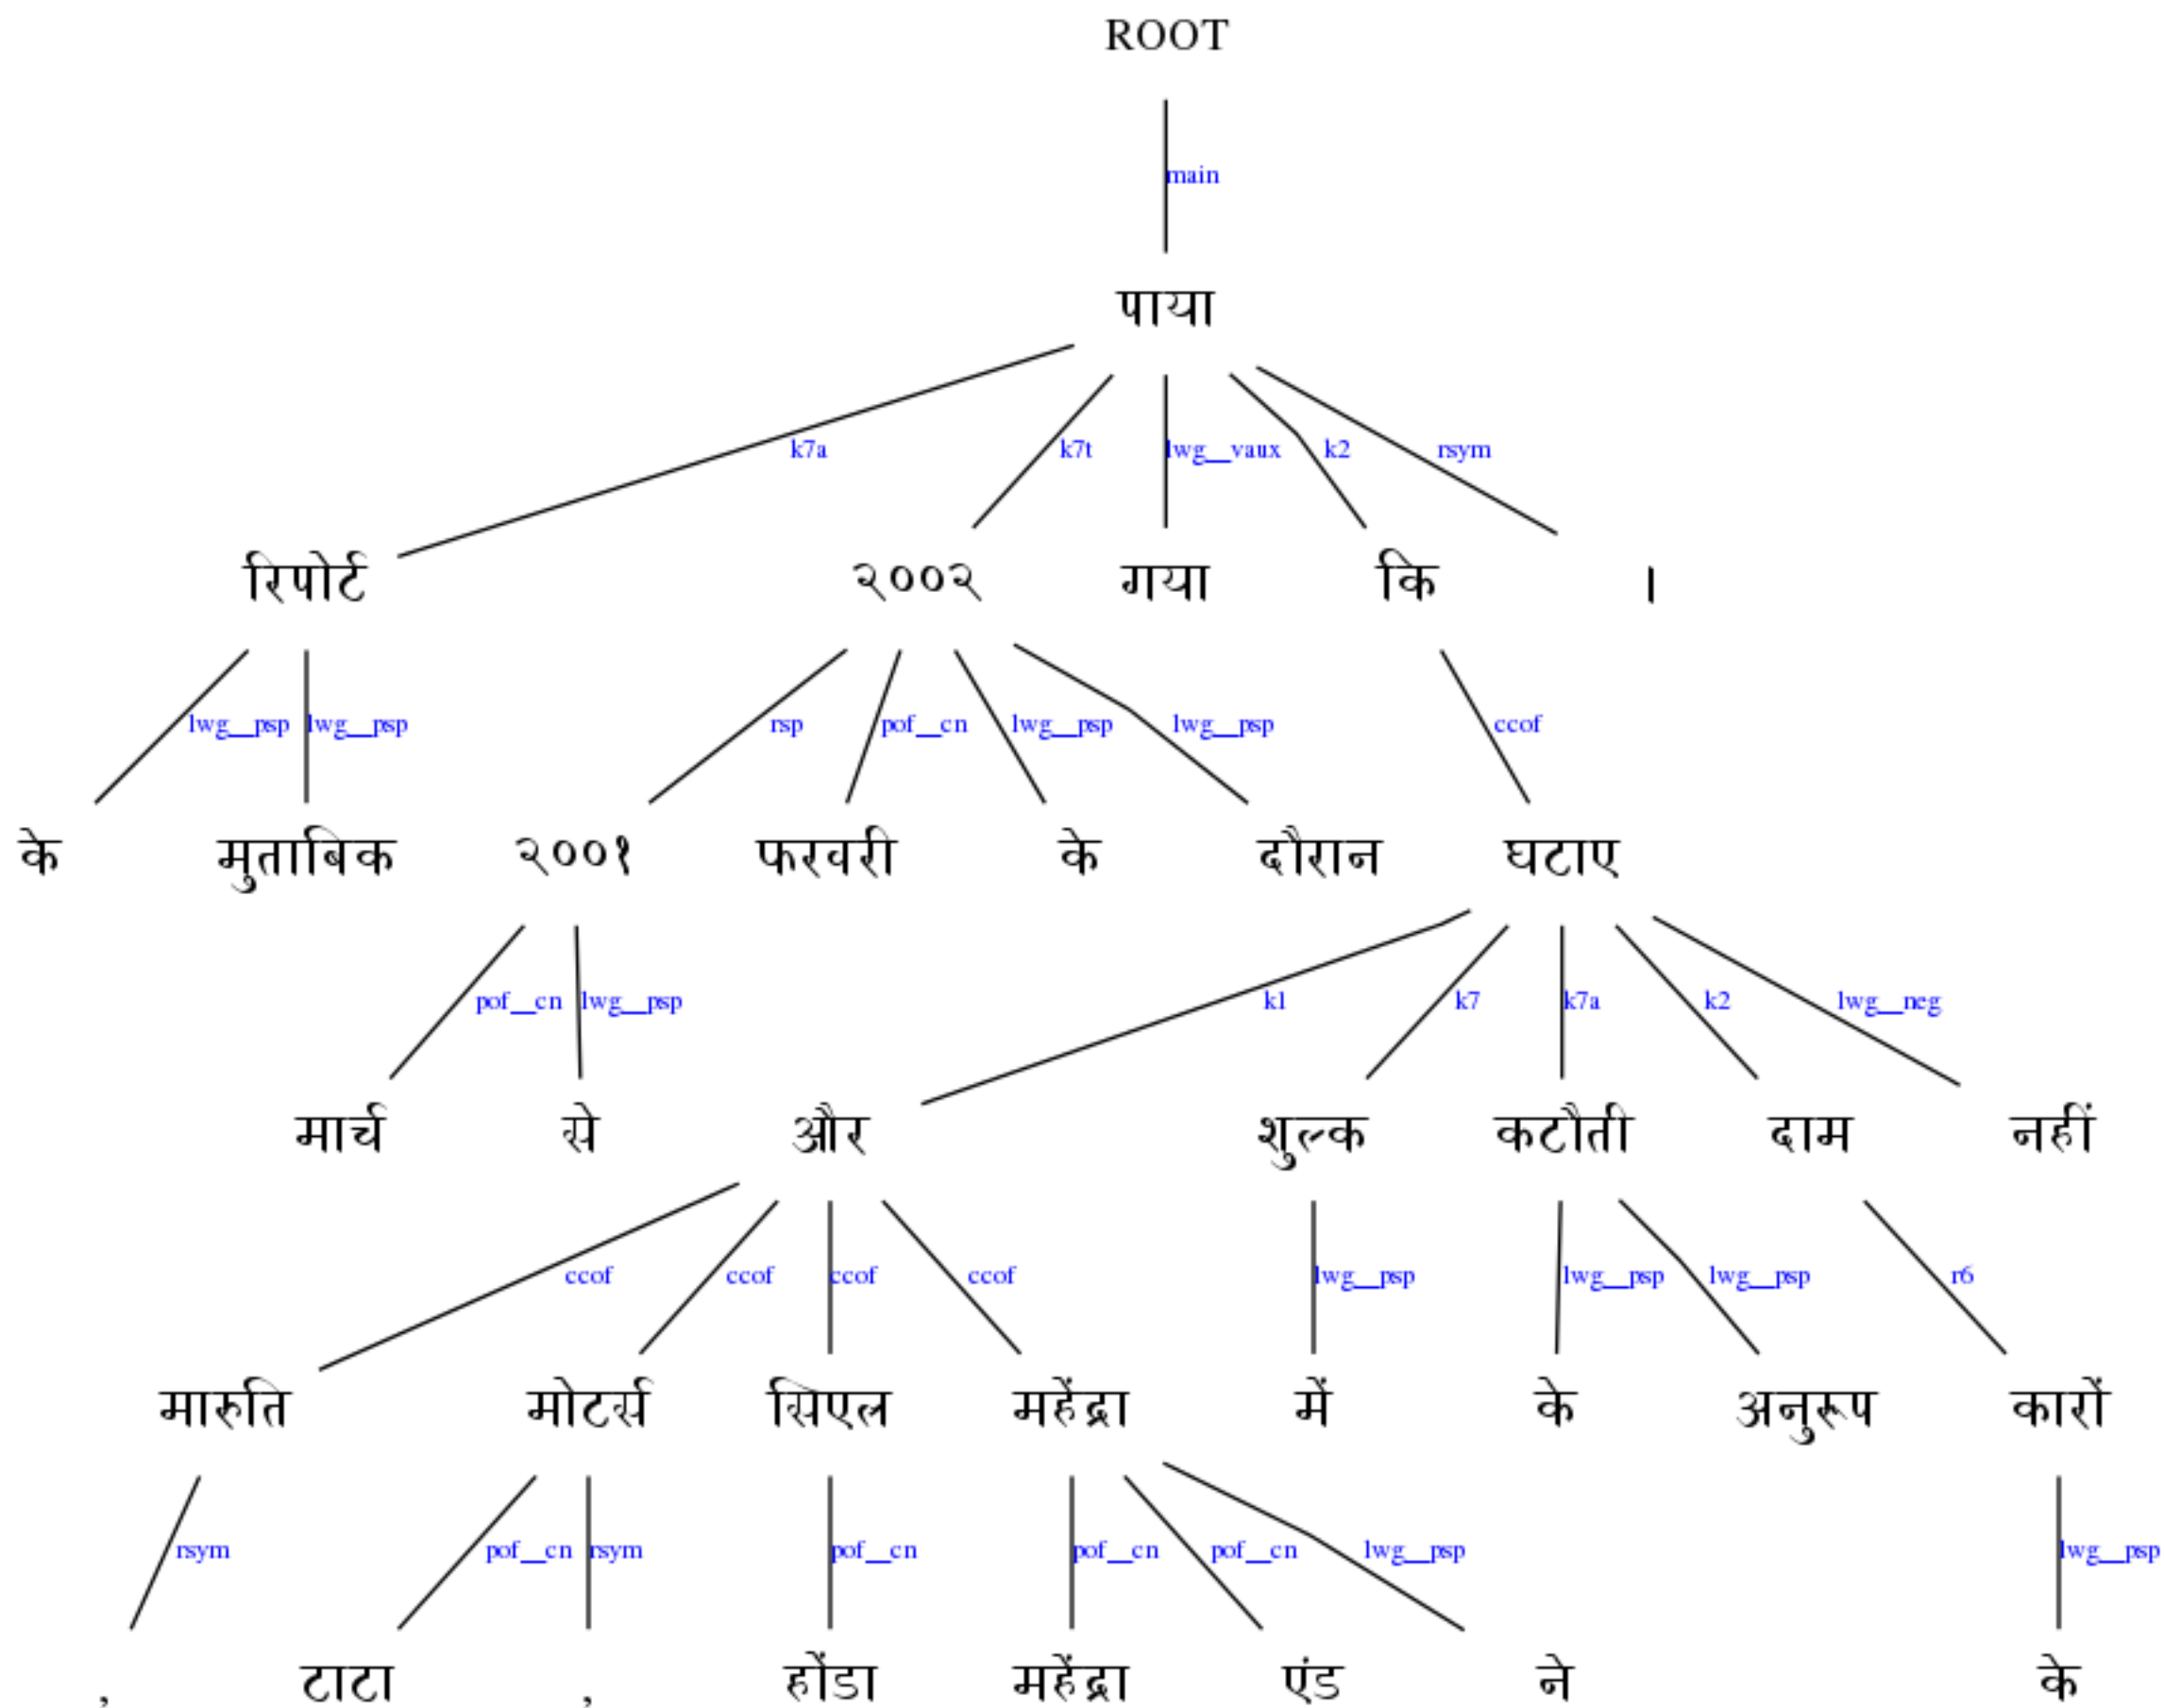 ROOT
main
पाया
k7a k7t lwg__vaux k2 rsym
रिपोर्ट २००२ गया कि ।
lwg__psp lwg__psp rsp pof__cn lwg__psp lwg__psp ccof
के मुताबिक २००१ फरवरी के दौरान घटाए
pof__cn lwg__psp k1 k7 k7a k2 lwg__neg
मार्च से और शुल्क कटौती दाम नहीं
ccof ccof ccof ccof lwg__psp lwg__psp lwg__psp r6
मारुति मोटर्स सिएल महेंद्रा में के अनुरूप कारों
rsym pof__cn rsym pof__cn pof__cn pof__cn lwg__psp lwg__psp
, टाटा , होंडा महेंद्रा एंड ने के